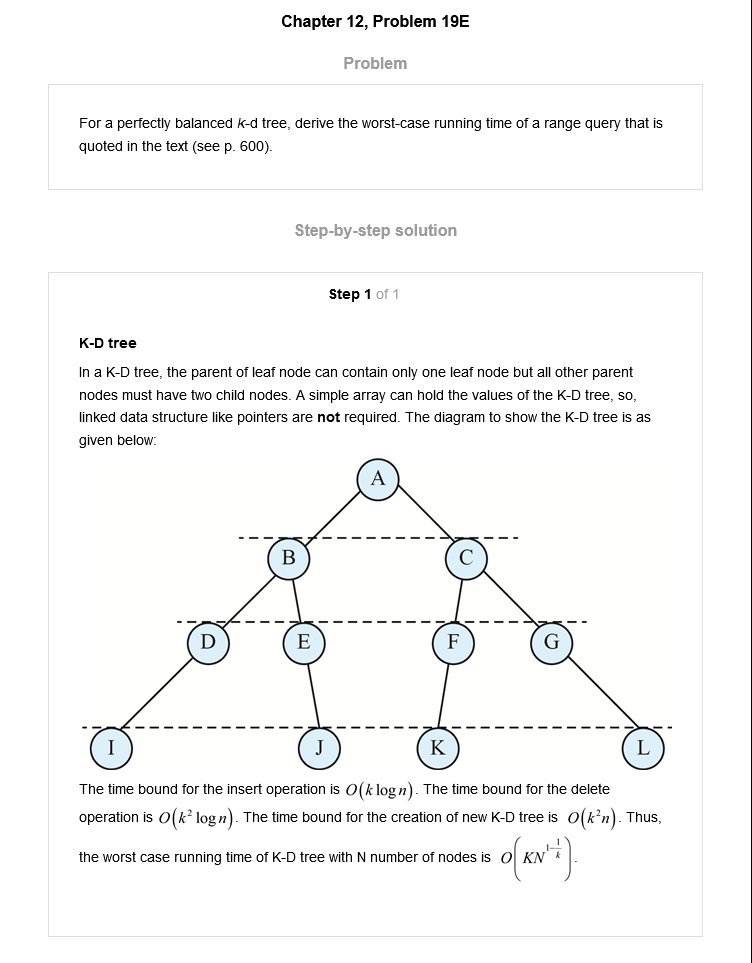 Chapter 12, Problem 19E
Problem
For a perfectly balanced k-d tree, derive the worst-case running time of a range query that is
quoted in the text (see p. 600).
Step-by-step solution
Step 1 of 1
K-D tree
In a K-D tree, the parent of leaf node can contain only one leaf node but all other parent
nodes must have two child nodes. A simple array can hold the values of the K-D tree, so,
linked data structure like pointers are not required. The diagram to show the K-D tree is as
given below:
A
B C
D E F G
I J K L
The time bound for the insert operation is O(k log n). The time bound for the delete
operation is O(k² log n). The time bound for the creation of new K-D tree is O(k²n). Thus,
the worst case running time of K-D tree with N number of nodes is O(KN^{1-\frac{1}{k}}).